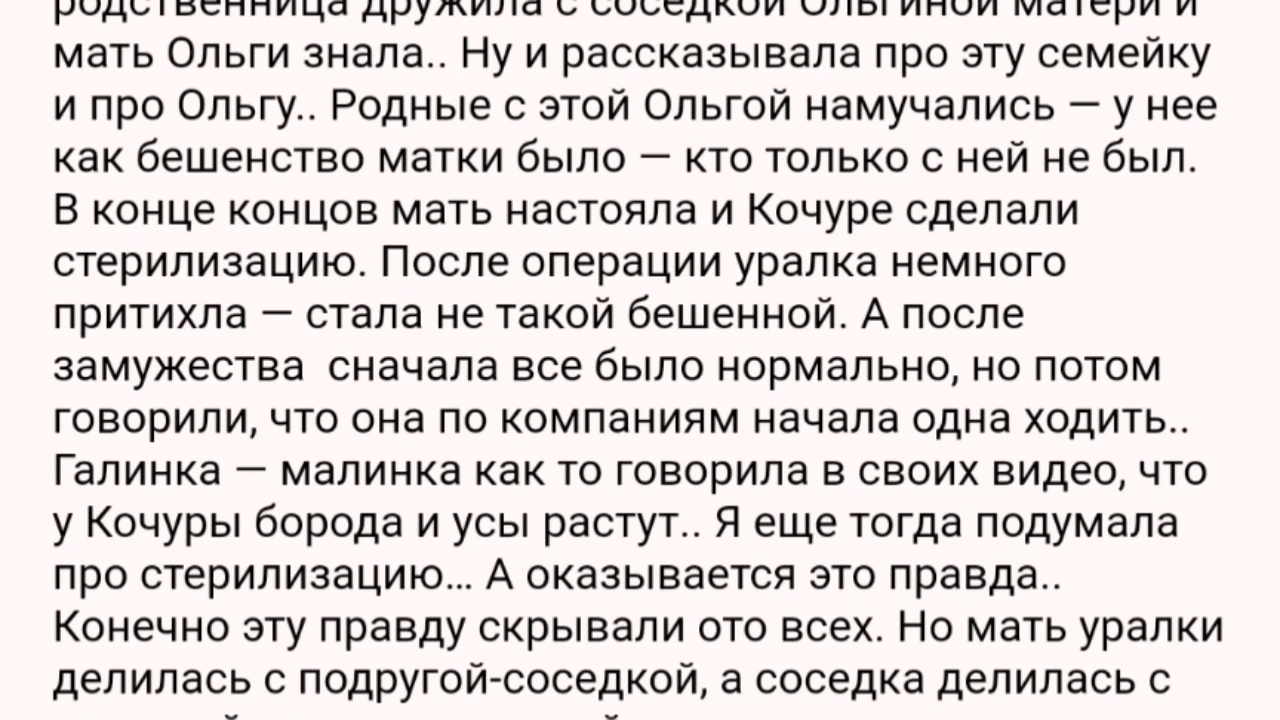 родственница дружила с соседкой Ольгиной матери и
мать Ольги знала.. Ну и рассказывала про эту семейку
и про Ольгу.. Родные с этой Ольгой намучались — у нее
как бешенство матки было — кто только с ней не был.
В конце концов мать настояла и Кочуре сделали
стерилизацию. После операции уралка немного
притихла — стала не такой бешенной. А после
замужества  сначала все было нормально, но потом
говорили, что она по компаниям начала одна ходить..
Галинка — малинка как то говорила в своих видео, что
у Кочуры борода и усы растут.. Я еще тогда подумала
про стерилизацию… А оказывается это правда..
Конечно эту правду скрывали ото всех. Но мать уралки
делилась с подругой-соседкой, а соседка делилась с